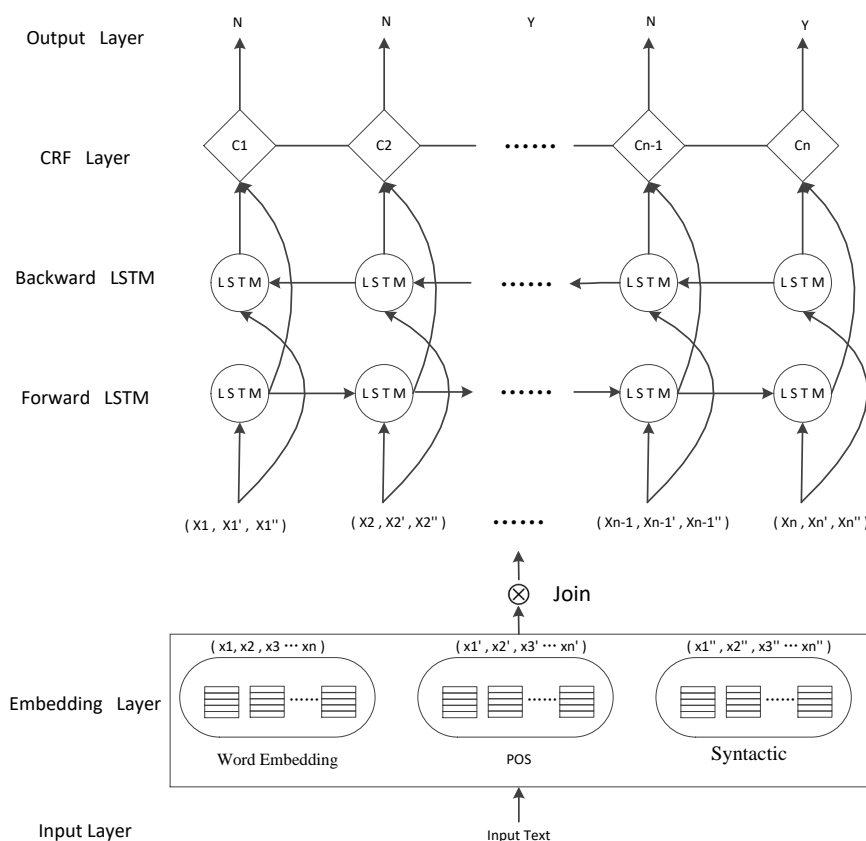 Output Layer N N Y N Y
CRF Layer C1 C2 ...... Cn-1 Cn
Backward LSTM LSTM LSTM ...... LSTM LSTM
Forward LSTM LSTM LSTM ...... LSTM LSTM
( X1 , X1' , X1'' ) ( X2 , X2' , X2'' ) ...... ( Xn-1 , Xn-1' , Xn-1'' ) ( Xn , Xn' , Xn'' )
⊗ Join
( x1, x2 , x3 ··· xn ) ( x1' , x2' , x3' ··· xn' ) ( x1'' , x2'' , x3'' ··· xn'' )
Embedding Layer ...... ...... ......
Word Embedding POS Syntactic
Input Layer Input Text